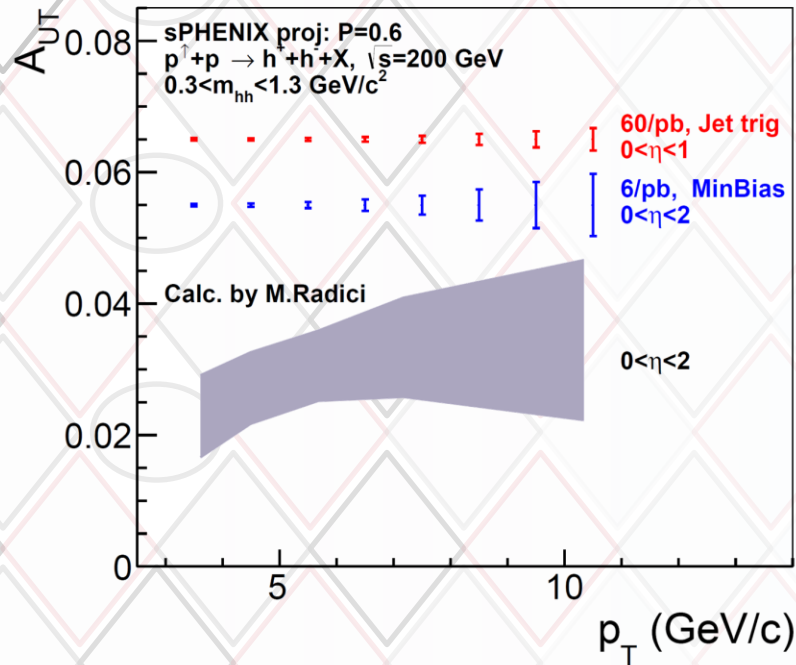 A_UT
0.08
0.06
0.04
0.02
0
sPHENIX proj: P=0.6
p↑+p → h⁺+h⁻+X, √s=200 GeV
0.3<m_hh<1.3 GeV/c²
60/pb, Jet trig
0<η<1
6/pb, MinBias
0<η<2
Calc. by M.Radici
0<η<2
5
10
p_T (GeV/c)